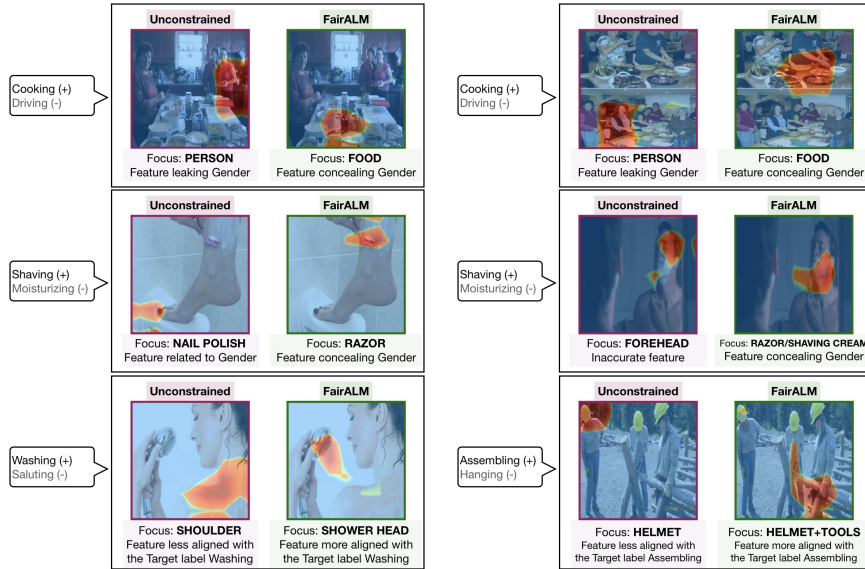 Unconstrained
FairALM
Cooking (+)
Driving (-)
Focus: PERSON
Feature leaking Gender
Focus: FOOD
Feature concealing Gender
Unconstrained
FairALM
Cooking (+)
Driving (-)
Focus: PERSON
Feature leaking Gender
Focus: FOOD
Feature concealing Gender
Unconstrained
FairALM
Shaving (+)
Moisturizing (-)
Focus: NAIL POLISH
Feature related to Gender
Focus: RAZOR
Feature concealing Gender
Unconstrained
FairALM
Shaving (+)
Moisturizing (-)
Focus: FOREHEAD
Inaccurate feature
Focus: RAZOR/SHAVING CREAM
Feature concealing Gender
Unconstrained
FairALM
Washing (+)
Saluting (-)
Focus: SHOULDER
Feature less aligned with
the Target label Washing
Focus: SHOWER HEAD
Feature more aligned with
the Target label Washing
Unconstrained
FairALM
Assembling (+)
Hanging (-)
Focus: HELMET
Feature less aligned with
the Target label Assembling
Focus: HELMET+TOOLS
Feature more aligned with
the Target label Assembling